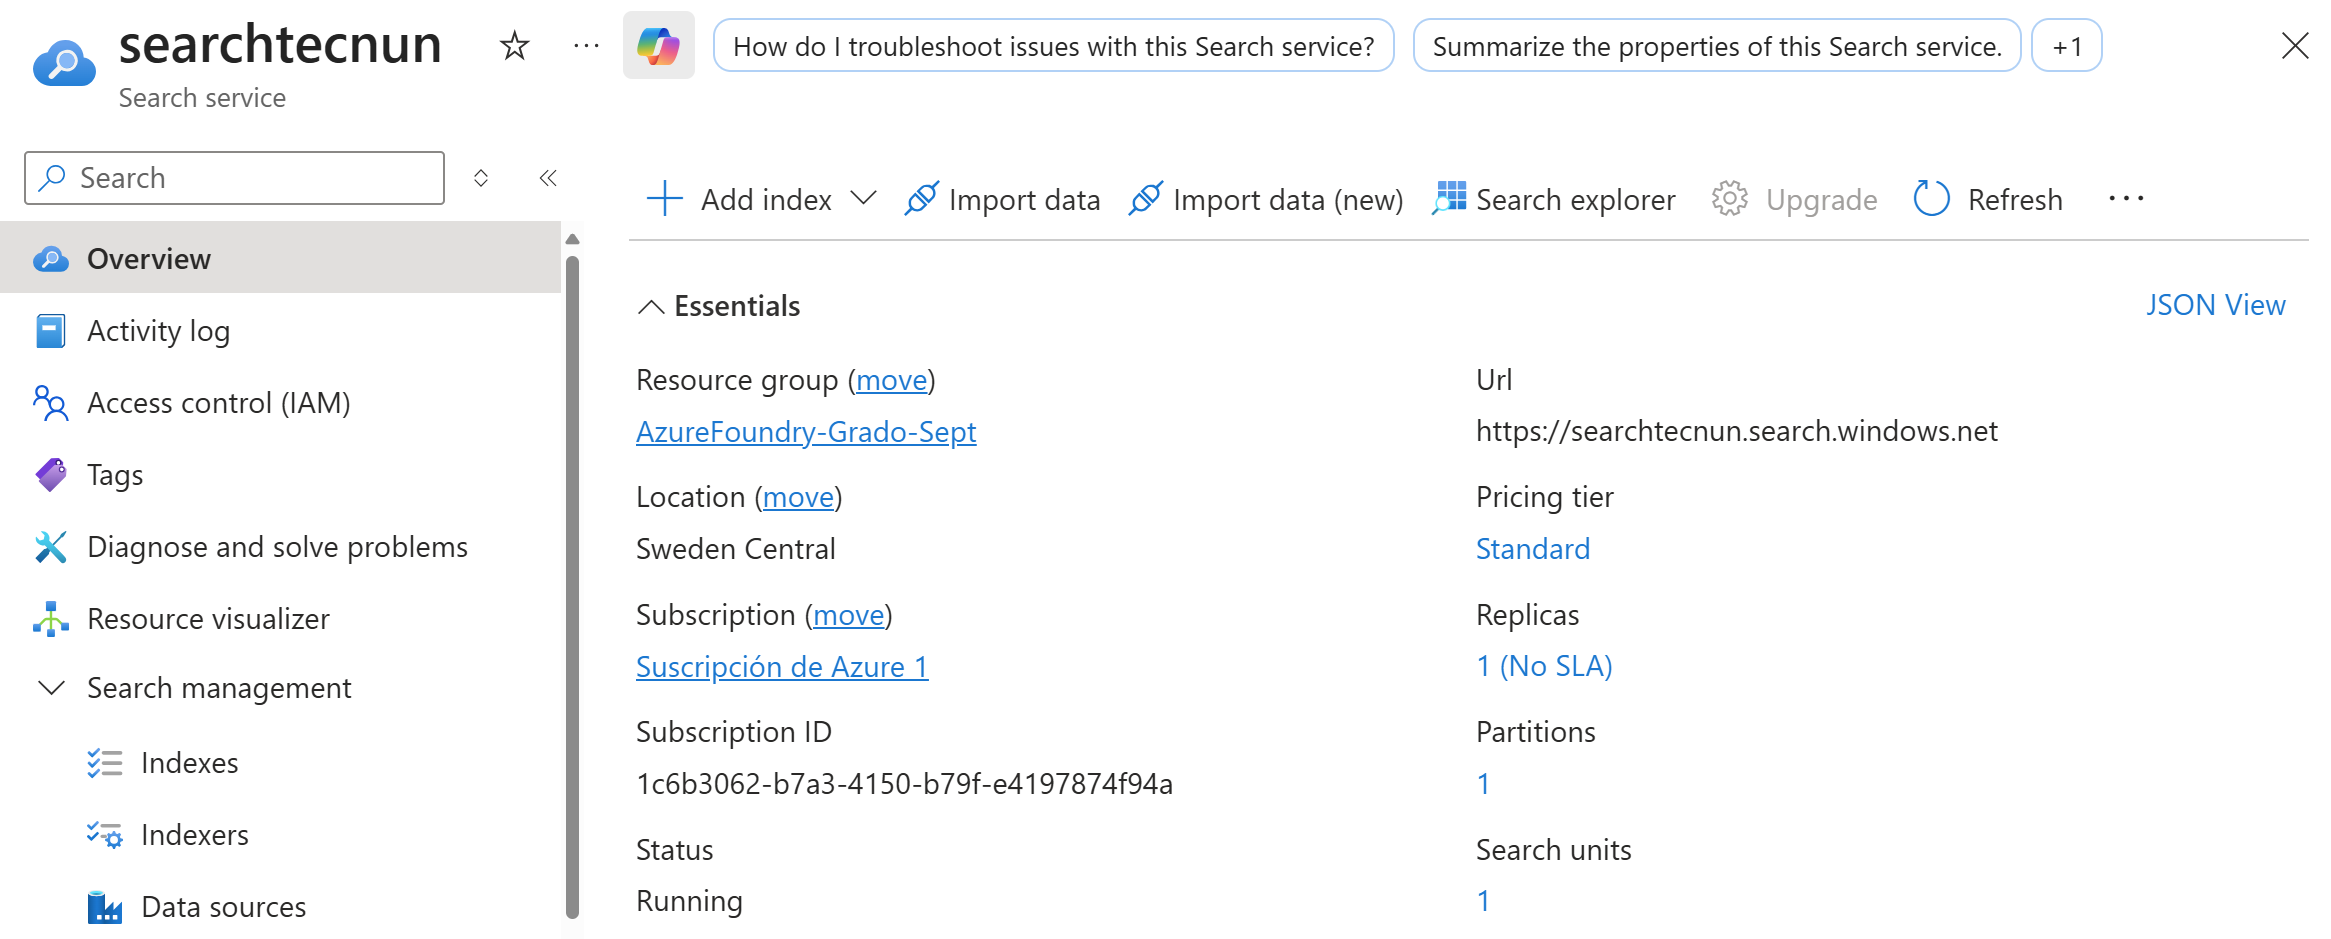 searchtecnun
Search service
How do I troubleshoot issues with this Search service?
Summarize the properties of this Search service.
+1
Search
Add index
Import data
Import data (new)
Search explorer
Upgrade
Refresh
Overview
Activity log
Access control (IAM)
Tags
Diagnose and solve problems
Resource visualizer
Search management
Indexes
Indexers
Data sources
Essentials
JSON View
Resource group (move)
AzureFoundry-Grado-Sept
Location (move)
Sweden Central
Subscription (move)
Suscripción de Azure 1
Subscription ID
1c6b3062-b7a3-4150-b79f-e4197874f94a
Status
Running
Url
https://searchtecnun.search.windows.net
Pricing tier
Standard
Replicas
1 (No SLA)
Partitions
1
Search units
1